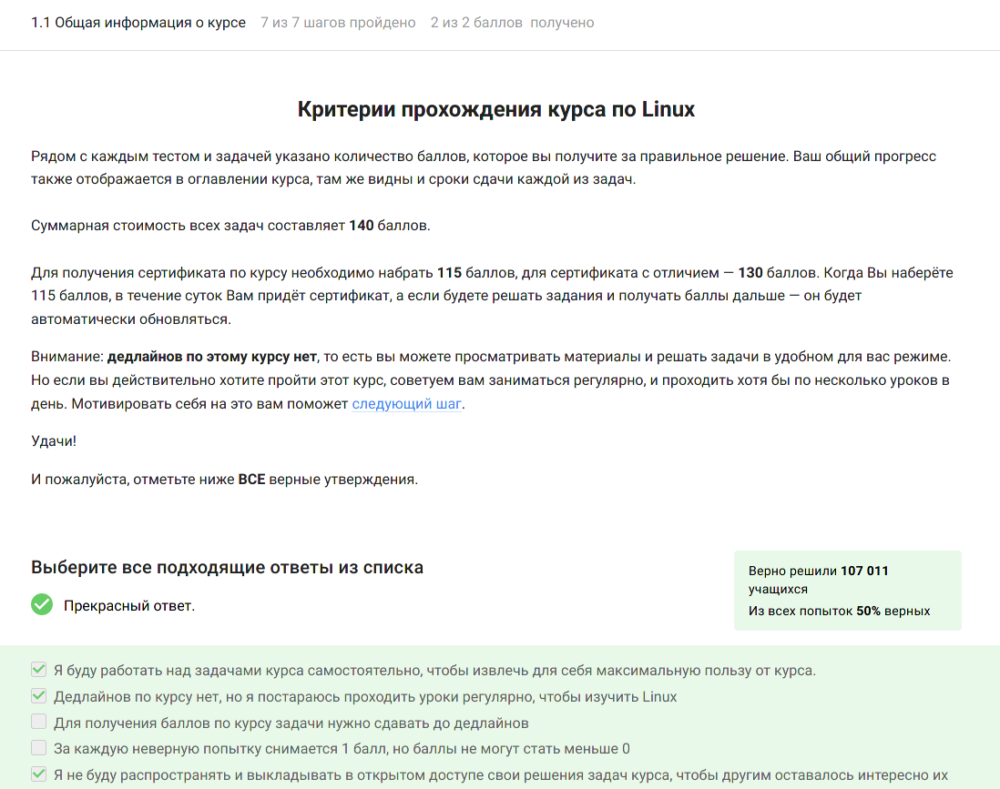 1.1 Общая информация о курсе 7 из 7 шагов пройдено 2 из 2 баллов получено
Критерии прохождения курса по Linux
Рядом с каждым тестом и задачей указано количество баллов, которое вы получите за правильное решение. Ваш общий прогресс
также отображается в оглавлении курса, там же видны и сроки сдачи каждой из задач.
Суммарная стоимость всех задач составляет 140 баллов.
Для получения сертификата по курсу необходимо набрать 115 баллов, для сертификата с отличием — 130 баллов. Когда Вы наберёте
115 баллов, в течение суток Вам придёт сертификат, а если будете решать задания и получать баллы дальше — он будет
автоматически обновляться.
Внимание: дедлайнов по этому курсу нет, то есть вы можете просматривать материалы и решать задачи в удобном для вас режиме.
Но если вы действительно хотите пройти этот курс, советуем вам заниматься регулярно, и проходить хотя бы по несколько уроков в
день. Мотивировать себя на это вам поможет следующий шаг.
Удачи!
И пожалуйста, отметьте ниже ВСЕ верные утверждения.
Выберите все подходящие ответы из списка
Прекрасный ответ.
Верно решили 107 011
учащихся
Из всех попыток 50% верных
Я буду работать над задачами курса самостоятельно, чтобы извлечь для себя максимальную пользу от курса.
Дедлайнов по курсу нет, но я постараюсь проходить уроки регулярно, чтобы изучить Linux
Для получения баллов по курсу задачи нужно сдавать до дедлайнов
За каждую неверную попытку снимается 1 балл, но баллы не могут стать меньше 0
Я не буду распространять и выкладывать в открытом доступе свои решения задач курса, чтобы другим оставалось интересно их